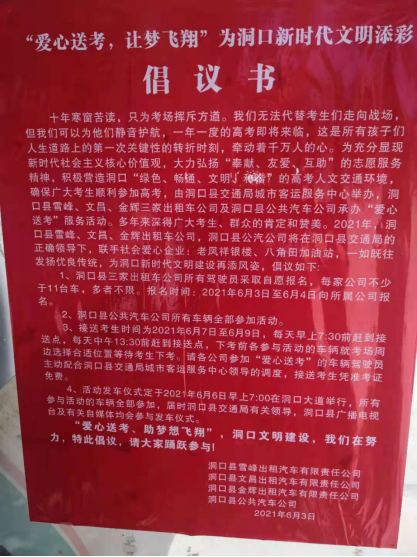 “爱心送考，让梦飞翔”为洞口新时代文明添彩
倡议书
十年寒窗苦读，只为考场挥斥方遒。我们无法代替考生们走向战场，
但我们可以为他们静音护航，一年一度的高考即将来临，这是所有孩子们
人生道路上的第一次关键性的转折时刻，牵动着千万人的心。为充分显现
新时代社会主义核心价值观，大力弘扬“奉献、友爱、互助”的志愿服务
精神，积极营造洞口“绿色、畅通、文明、和谐”的高考人文交通环境，
确保广大考生顺利参加高考，由洞口县交通局城市客运服务中心举办，洞
口县雪峰、文昌、金辉三家出租车公司及洞口县公共汽车公司承办“爱心
送考”服务活动。多年来深得广大考生、群众的肯定和赞美。2021年，洞
口县雪峰、文昌、金辉出租车公司，洞口县公汽公司将在洞口县交通局的
正确领导下，联手社会爱心企业：老凤祥银楼、八角田加油站，一如既往
发扬优良传统，为洞口新时代文明建设再添风姿，倡议如下：
1、洞口县三家出租车公司所有驾驶员采取自愿报名，每家公司不少
于11台车，多者不限。报名时间：2021年6月3日至6月4日向所属公司报
名。
2、洞口县公共汽车公司所有车辆全部参加活动。
3、接送考生时间为2021年6月7日至6月9日，每天早上7:30前赶到接
送点，每天中午13:30前赶到接送点，下考前各参与活动的车辆就考场周
边选择合适位置等待考生下考。请各公司参加“爱心送考”的车辆驾驶员
主动配合洞口县交通局城市客运服务中心领导的调度，接送考生凭准考证
免费。
4、活动发车仪式定于2021年6月6日早上7:00在洞口大道举行，所有
参与活动的车辆全部参加，届时洞口县交通局有关领导，洞口县广播电视
台及有关自媒体均会参与发车仪式。
“爱心送考、助梦想飞翔”，洞口文明建设，我们在努
力，特此倡议，请大家踊跃参与！
洞口县雪峰出租汽车有限责任公司
洞口县文昌出租汽车有限责任公司
洞口县金辉出租汽车有限责任公司
洞口县公共汽车公司
2021年6月3日